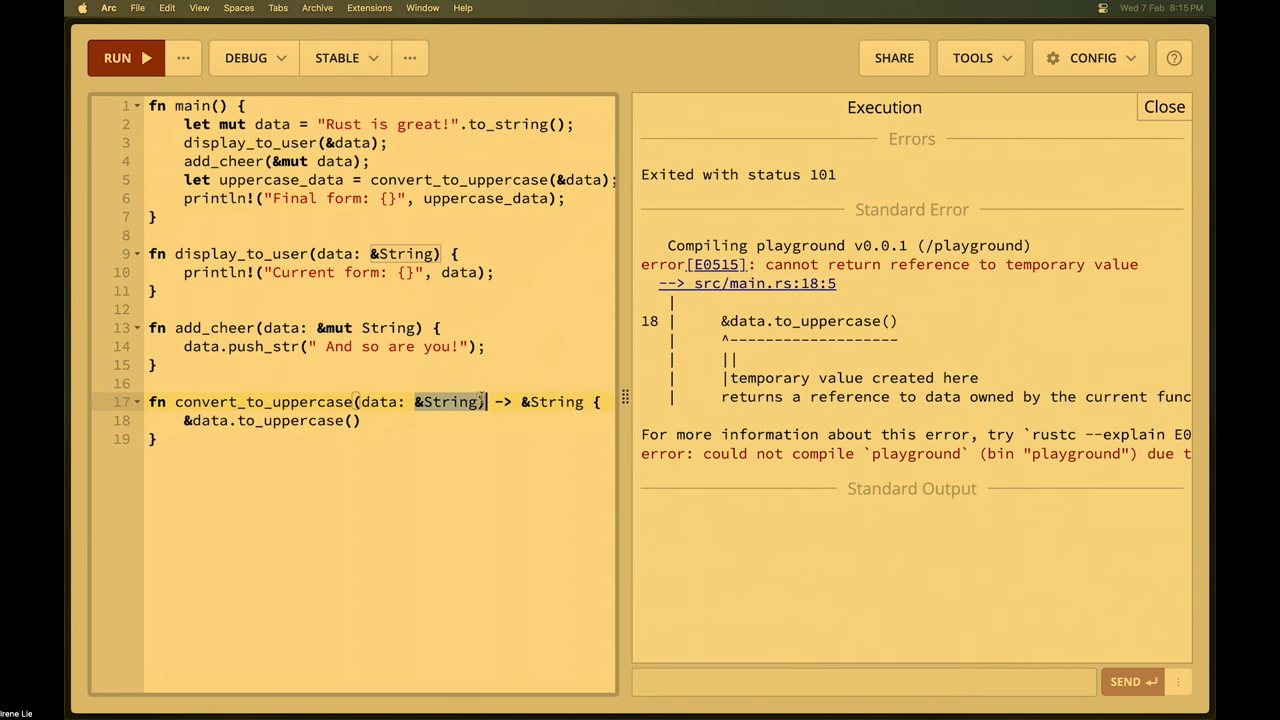 Arc File Edit View Spaces Tabs Archive Extensions Window Help Wed 7 Feb 8:15 PM
RUN ▶ ··· DEBUG STABLE ··· SHARE TOOLS CONFIG ?
1 fn main() {
2     let mut data = "Rust is great!".to_string();
3     display_to_user(&data);
4     add_cheer(&mut data);
5     let uppercase_data = convert_to_uppercase(&data);
6     println!("Final form: {}", uppercase_data);
7 }
8
9 fn display_to_user(data: &String) {
10     println!("Current form: {}", data);
11 }
12
13 fn add_cheer(data: &mut String) {
14     data.push_str(" And so are you!");
15 }
16
17 fn convert_to_uppercase(data: &String) -> &String {
18     &data.to_uppercase()
19 }
Execution Close
Errors
Exited with status 101
Standard Error
   Compiling playground v0.0.1 (/playground)
error[E0515]: cannot return reference to temporary value
  --> src/main.rs:18:5
   |
18 |     &data.to_uppercase()
   |     ^-------------------
   |     ||
   |     |temporary value created here
   |     returns a reference to data owned by the current func
For more information about this error, try `rustc --explain E0
error: could not compile `playground` (bin "playground") due t
Standard Output
SEND ↵
Irene Lie